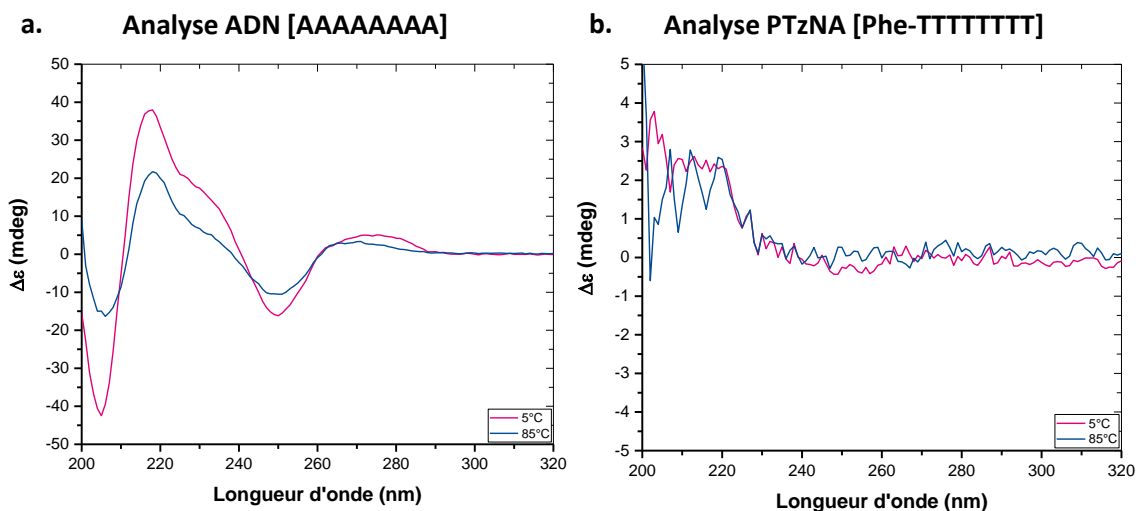 a. Analyse ADN [AAAAAAAA]
50
40
30
20
10
0
-10
-20
-30
-40
-50
Δε (mdeg)
200 220 240 260 280 300 320
Longueur d'onde (nm)
5°C
85°C
b. Analyse PTzNA [Phe-TTTTTTTT]
5
4
3
2
1
0
-1
-2
-3
-4
-5
Δε (mdeg)
200 220 240 260 280 300 320
Longueur d'onde (nm)
5°C
85°C